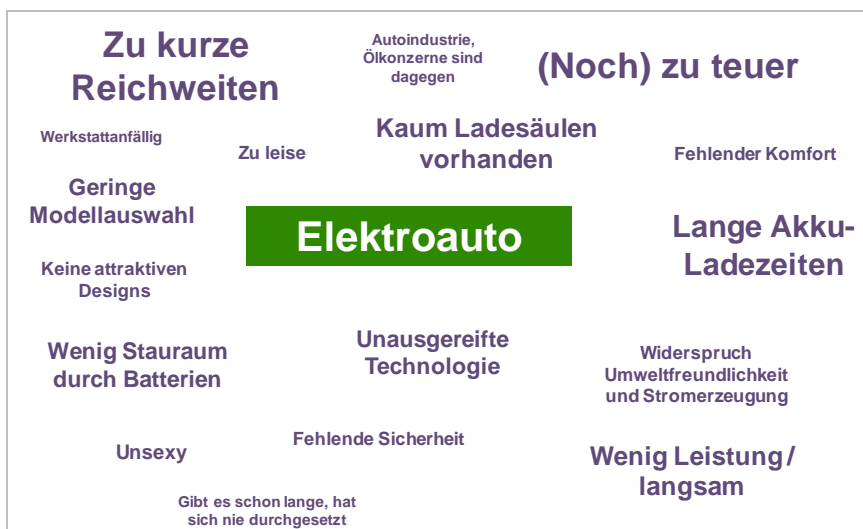 Zu kurze
Reichweiten
Autoindustrie,
Ölkonzerne sind
dagegen
(Noch) zu teuer
Werkstattanfällig
Zu leise
Kaum Ladesäulen
vorhanden
Fehlender Komfort
Geringe
Modellauswahl
Elektroauto
Lange Akku-
Ladezeiten
Keine attraktiven
Designs
Wenig Stauraum
durch Batterien
Unausgereifte
Technologie
Widerspruch
Umweltfreundlichkeit
und Stromerzeugung
Unsexy
Fehlende Sicherheit
Wenig Leistung /
langsam
Gibt es schon lange, hat
sich nie durchgesetzt